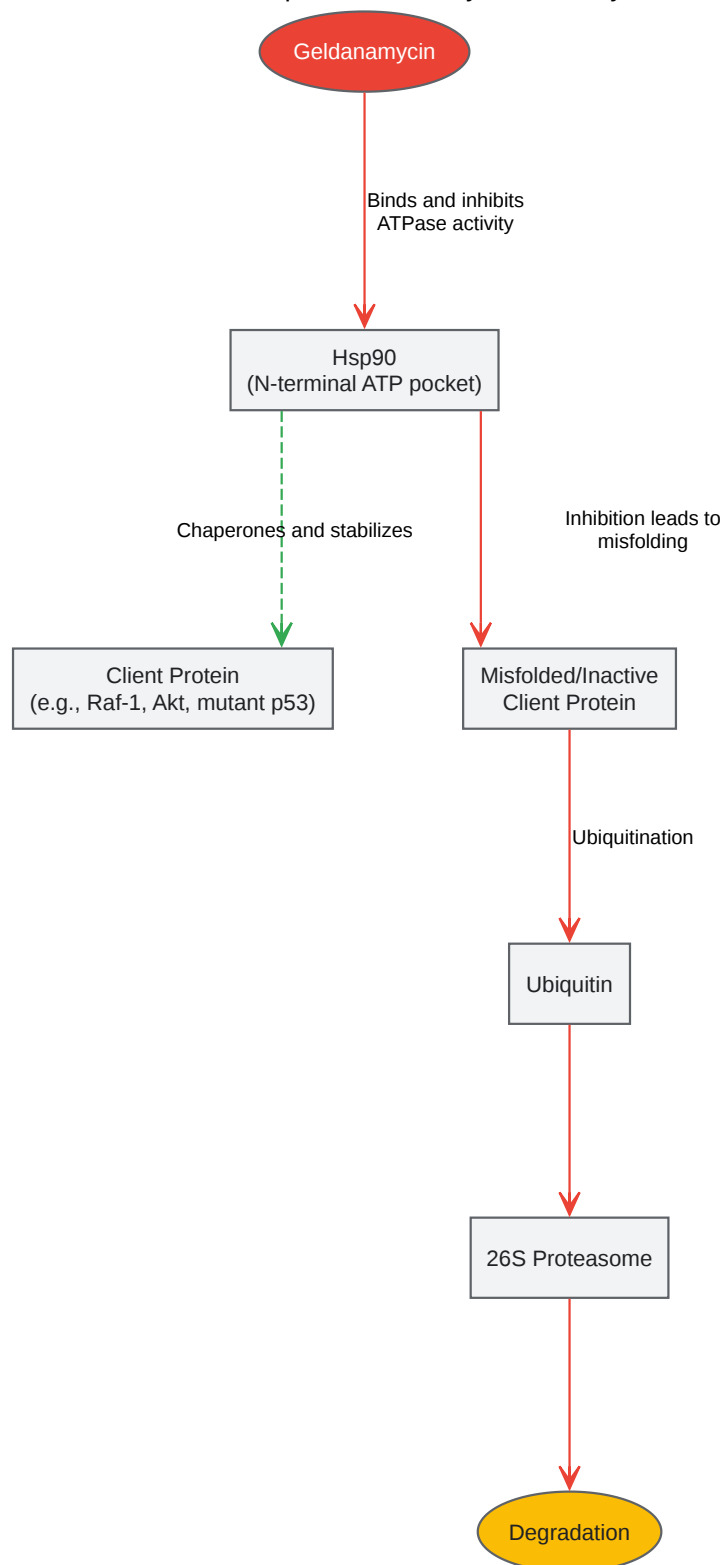 Geldanamycin
Binds and inhibits
ATPase activity
Hsp90
(N-terminal ATP pocket)
Chaperones and stabilizes
Inhibition leads to
misfolding
Client Protein
(e.g., Raf-1, Akt, mutant p53)
Misfolded/Inactive
Client Protein
Ubiquitination
Ubiquitin
26S Proteasome
Degradation